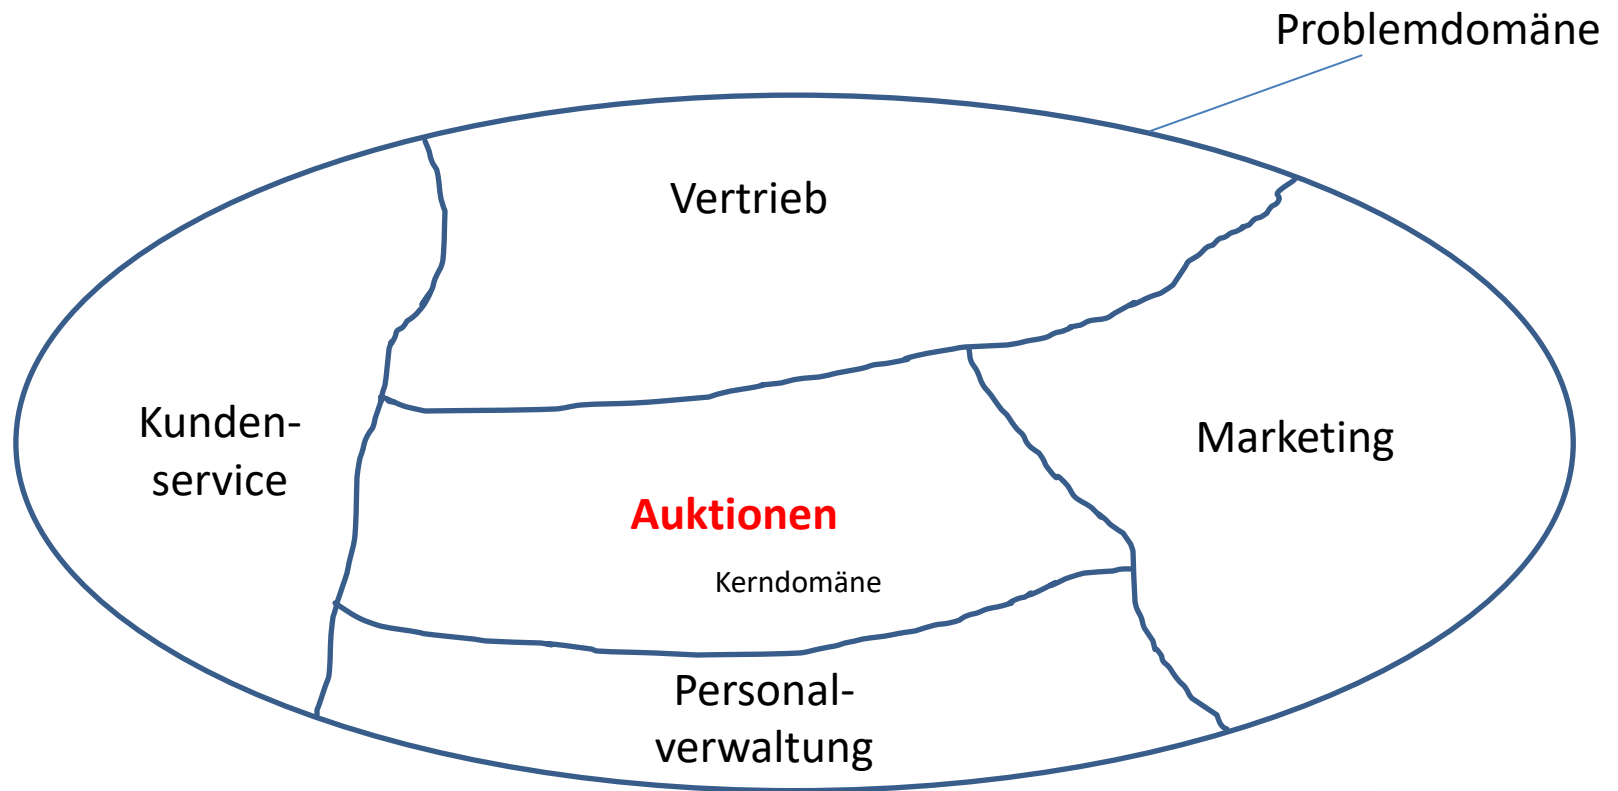 Problemdomäne
Vertrieb
Kunden-
service
Marketing
Auktionen
Kerndomäne
Personal-
verwaltung